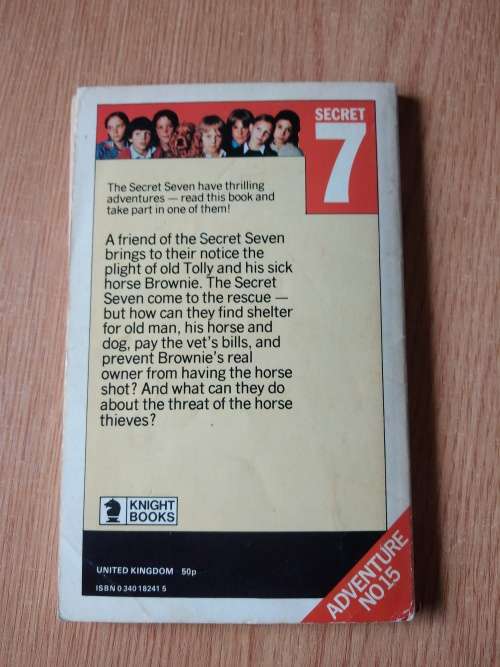 SECRET
7
The Secret Seven have thrilling
adventures — read this book and
take part in one of them!
A friend of the Secret Seven
brings to their notice the
plight of old Tolly and his sick
horse Brownie. The Secret
Seven come to the rescue —
but how can they find shelter
for old man, his horse and
dog, pay the vet's bills, and
prevent Brownie's real
owner from having the horse
shot? And what can they do
about the threat of the horse
thieves?
KNIGHT
BOOKS
UNITED KINGDOM 50p
ISBN 0 340 18241 5
ADVENTURE
NO 15